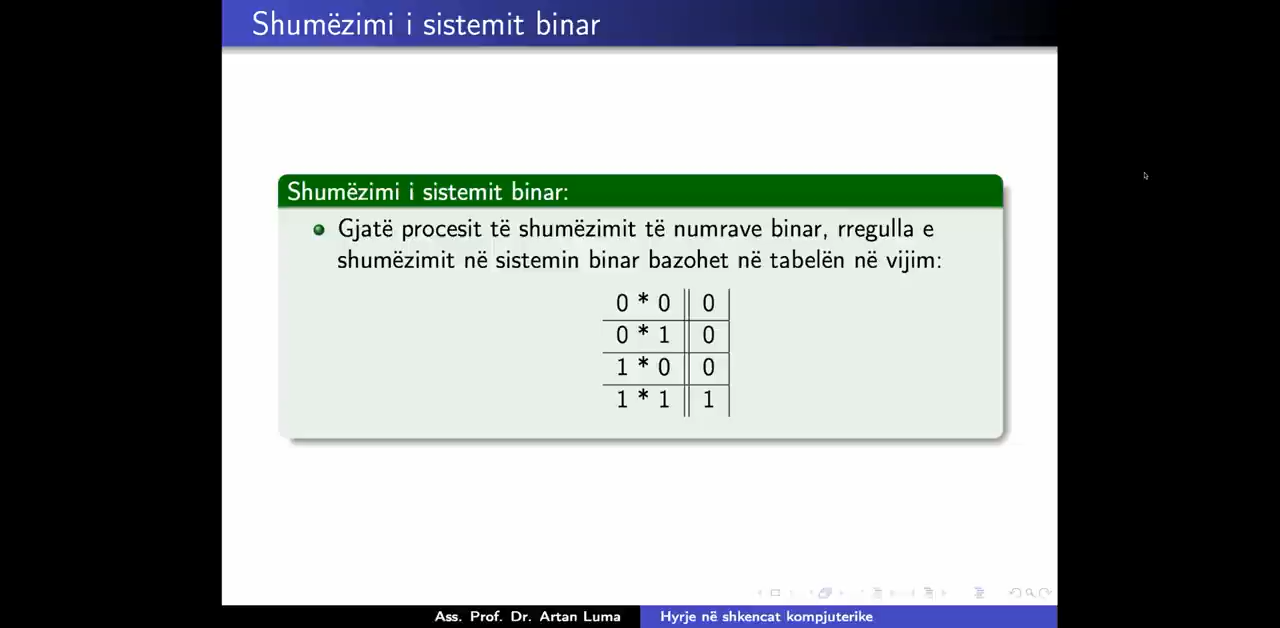 Shumëzimi i sistemit binar
Shumëzimi i sistemit binar:
Gjatë procesit të shumëzimit të numrave binar, rregulla e
shumëzimit në sistemin binar bazohet në tabelën në vijim:
0 * 0 0
0 * 1 0
1 * 0 0
1 * 1 1
Ass. Prof. Dr. Artan Luma Hyrje në shkencat kompjuterike